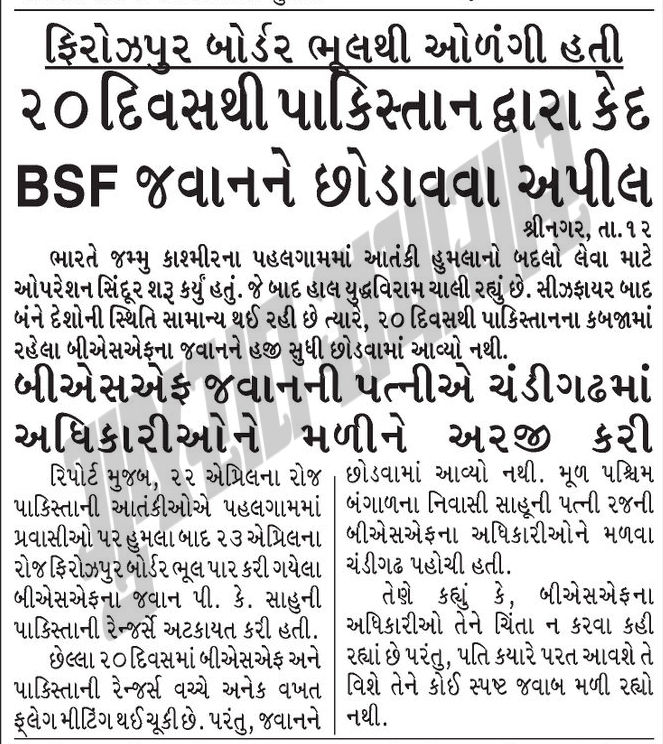 ફિરોઝપુર બોર્ડર ભૂલથી ઓળંગી હતી
૨૦ દિવસથી પાકિસ્તાન દ્વારા કેદ
BSF જવાનને છોડાવવા અપીલ
શ્રીનગર, તા.૧૨
ભારતે જમ્મુ કાશ્મીરના પહલગામમાં આતંકી હુમલાનો બદલો લેવા માટે
ઓપરેશન સિંદૂર શરૂ કર્યું હતું. જે બાદ હાલ યુદ્ધવિરામ ચાલી રહ્યું છે. સીઝફાયર બાદ
બંને દેશોની સ્થિતિ સામાન્ય થઈ રહી છે ત્યારે, ૨૦ દિવસથી પાકિસ્તાનના કબજામાં
રહેલા બીએસએફના જવાનને હજી સુધી છોડવામાં આવ્યો નથી.
બીએસએફ જવાનની પત્નીએ ચંડીગઢમાં
અધિકારીઓને મળીને અરજી કરી
રિપોર્ટ મુજબ, ૨૨ એપ્રિલના રોજ
પાકિસ્તાની આતંકીઓએ પહલગામમાં
પ્રવાસીઓ પર હુમલા બાદ ૨૩ એપ્રિલના
રોજ ફિરોઝપુર બોર્ડર ભૂલ પાર કરી ગયેલા
બીએસએફના જવાન પી. કે. સાહુની
પાકિસ્તાની રેન્જર્સે અટકાયત કરી હતી.
છેલ્લા ૨૦ દિવસમાં બીએસએફ અને
પાકિસ્તાની રેન્જર્સ વચ્ચે અનેક વખત
ફ્લેગ મીટિંગ થઈ ચૂકી છે. પરંતુ, જવાનને
છોડવામાં આવ્યો નથી. મૂળ પશ્ચિમ
બંગાળના નિવાસી સાહૂની પત્ની રજની
બીએસએફના અધિકારીઓને મળવા
ચંડીગઢ પહોચી હતી.
તેણે કહ્યું કે, બીએસએફના
અધિકારીઓ તેને ચિંતા ન કરવા કહી
રહ્યાં છે પરંતુ, પતિ કયારે પરત આવશે તે
વિશે તેને કોઈ સ્પષ્ટ જવાબ મળી રહ્યો
નથી.